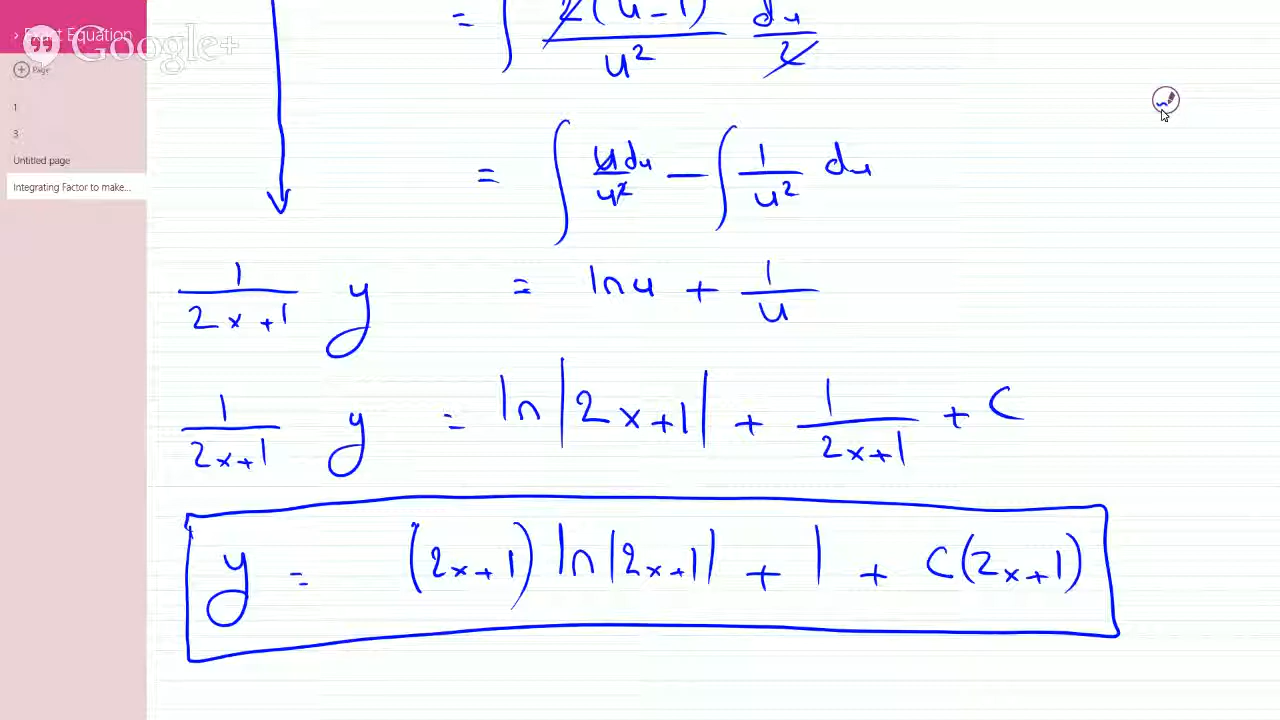 › Exact Equation
Google+
Page
1
3
Untitled page
Integrating Factor to make...
= ∫ 2(u-1)/u² du/2
= ∫ u du/u² - ∫ 1/u² du
1/(2x+1) y = ln u + 1/u
1/(2x+1) y = ln|2x+1| + 1/(2x+1) + C
y = (2x+1) ln|2x+1| + 1 + C(2x+1)